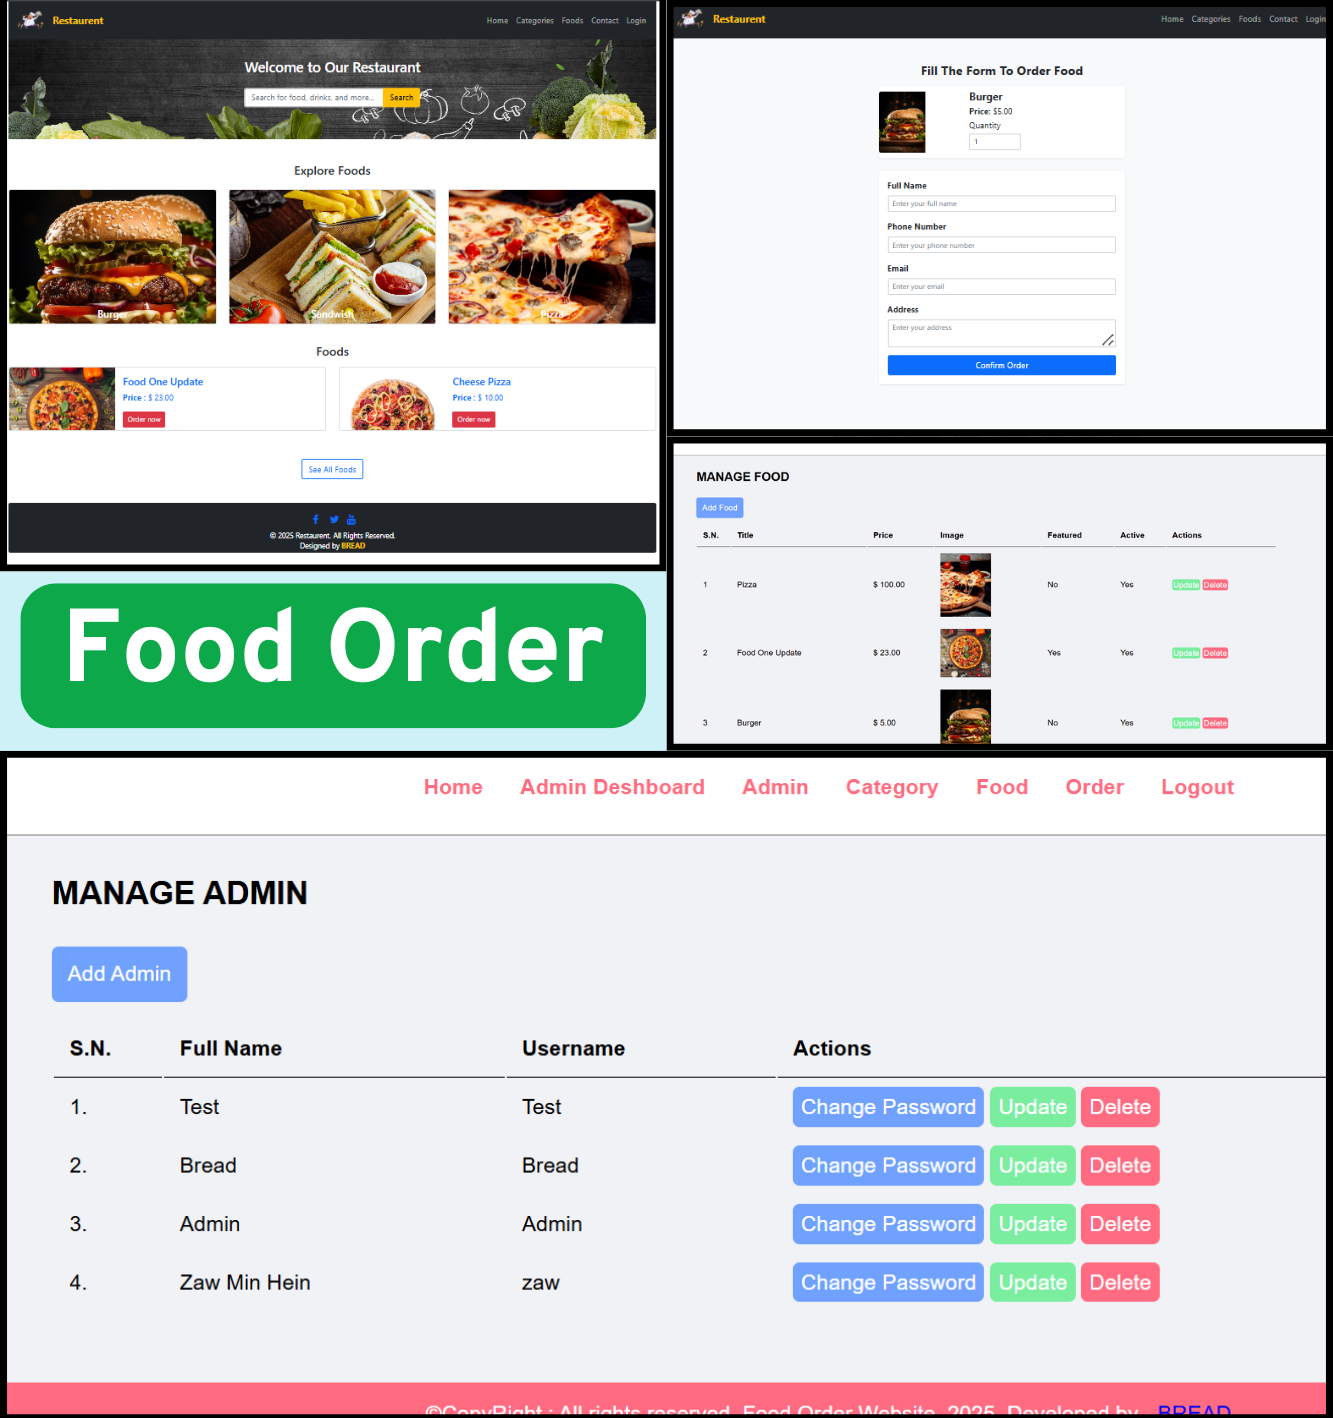 Restaurent
Home Categories Foods Contact Login
Welcome to Our Restaurant
Search for food, drinks, and more... Search
Explore Foods
Burger Sandwish Pizza
Foods
Food One Update
Price : $ 23.00
Order now
Cheese Pizza
Price : $ 10.00
Order now
See All Foods
© 2025 Restaurent. All Rights Reserved.
Designed by BREAD
Restaurent
Home Categories Foods Contact Login
Fill The Form To Order Food
Burger
Price: $5.00
Quantity
1
Full Name
Enter your full name
Phone Number
Enter your phone number
Email
Enter your email
Address
Enter your address
Confirm Order
MANAGE FOOD
Add Food
S.N. Title Price Image Featured Active Actions
1 Pizza $ 100.00 No Yes Update Delete
2 Food One Update $ 23.00 Yes Yes Update Delete
3 Burger $ 5.00 No Yes Update Delete
Food Order
Home Admin Deshboard Admin Category Food Order Logout
MANAGE ADMIN
Add Admin
S.N. Full Name Username Actions
1. Test Test Change Password Update Delete
2. Bread Bread Change Password Update Delete
3. Admin Admin Change Password Update Delete
4. Zaw Min Hein zaw Change Password Update Delete
©CopyRight : All rights reserved. Food Order Website, 2025. Developed by - BREAD